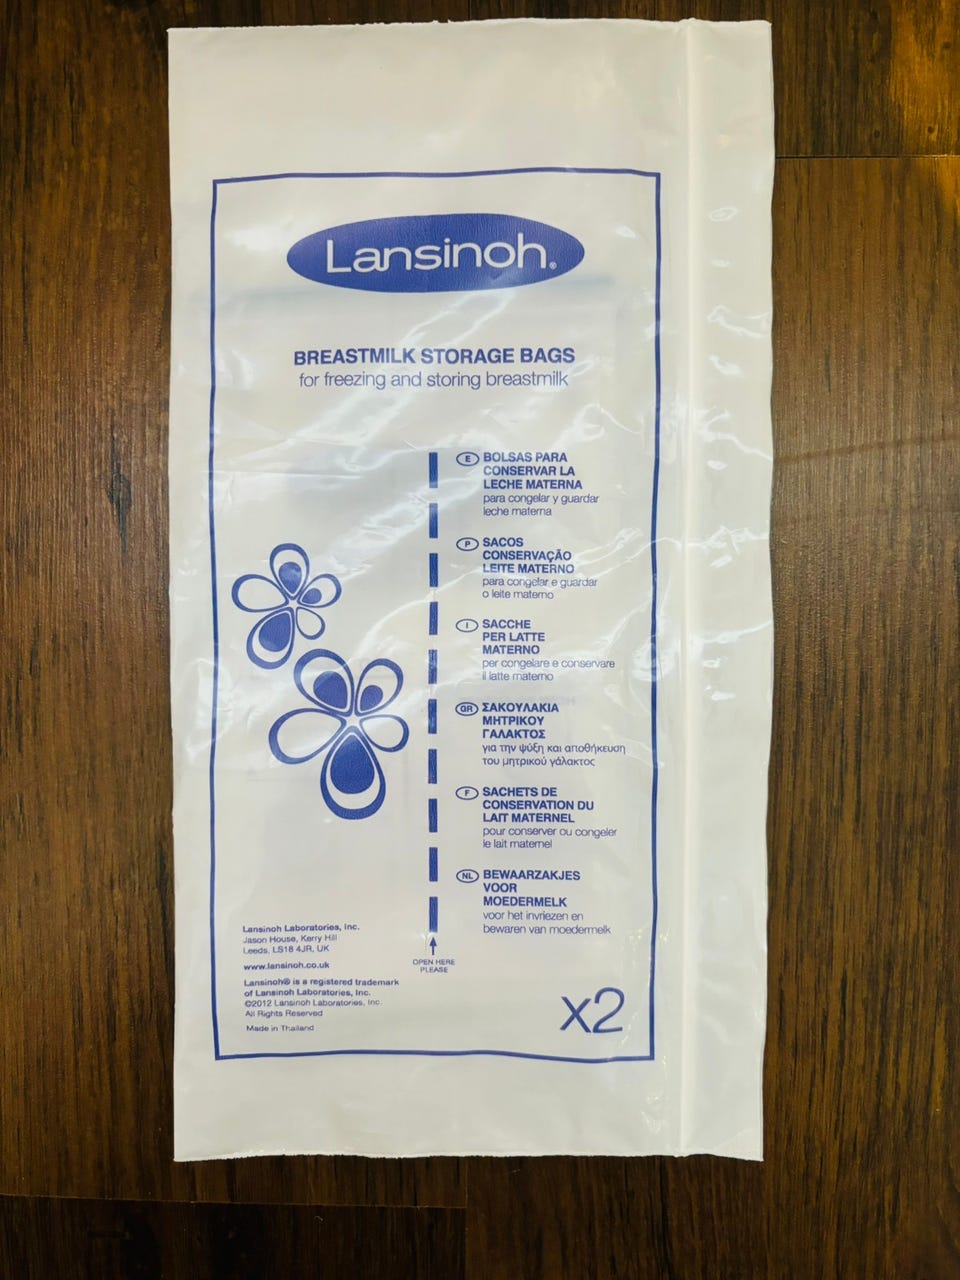 Lansinoh®
BREASTMILK STORAGE BAGS
for freezing and storing breastmilk
E BOLSAS PARA
CONSERVAR LA
LECHE MATERNA
para congelar y guardar
leche materna
P SACOS
CONSERVAÇÃO
LEITE MATERNO
para congelar e guardar
o leite materno
I SACCHE
PER LATTE
MATERNO
per congelare e conservare
il latte materno
GR ΣΑΚΟΥΛΑΚΙΑ
ΜΗΤΡΙΚΟΥ
ΓΑΛΑΚΤΟΣ
για την ψύξη και αποθήκευση
του μητρικού γάλακτος
F SACHETS DE
CONSERVATION DU
LAIT MATERNEL
pour conserver ou congeler
le lait maternel
NL BEWAARZAKJES
VOOR
MOEDERMELK
voor het invriezen en
bewaren van moedermelk
OPEN HERE
PLEASE
Lansinoh Laboratories, Inc.
Jason House, Kerry Hill
Leeds, LS18 4JR, UK
www.lansinoh.co.uk
Lansinoh® is a registered trademark
of Lansinoh Laboratories, Inc.
©2012 Lansinoh Laboratories, Inc.
All Rights Reserved
Made in Thailand
x2